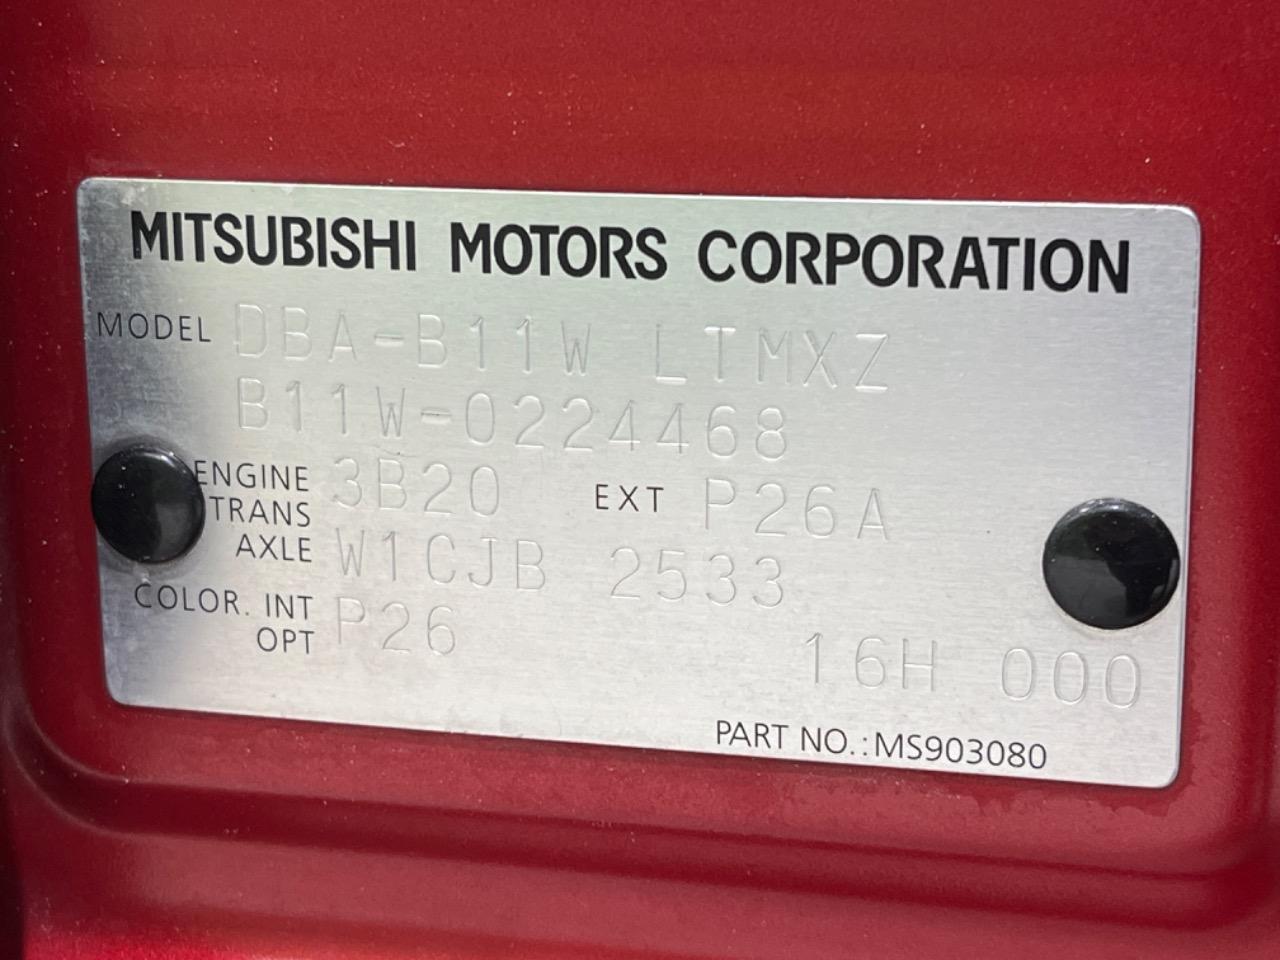 MITSUBISHI MOTORS CORPORATION
MODEL DBA-B11W LTMXZ
B11W-0224468
ENGINE 3B20 EXT P26A
TRANS
AXLE W1CJB 2533
COLOR. INT P26
OPT 16H 000
PART NO.:MS903080